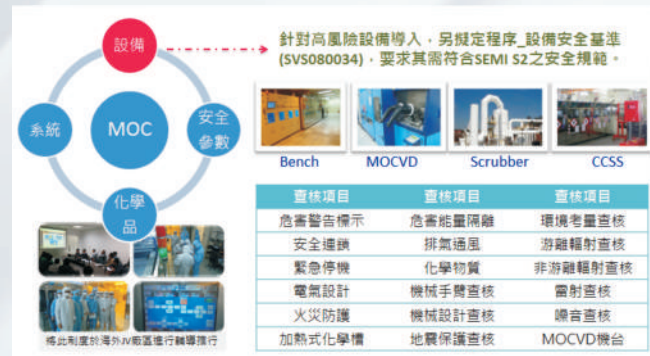 設備
針對高風險設備導入，另擬定程序_設備安全基準
(SVS080034)，要求其需符合SEMI S2之安全規範。
系統
MOC
安全
參數
化學
品
Bench
MOCVD
Scrubber
CCSS
查核項目 查核項目 查核項目
危害警告標示 危害能量隔離 環境考量查核
安全連鎖 排氣通風 游離輻射查核
緊急停機 化學物質 非游離輻射查核
電氣設計 機械手臂查核 雷射查核
火災防護 機械設計查核 噪音查核
加熱式化學槽 地震保護查核 MOCVD機台
將此制度於海外JV廠區進行輔導推行